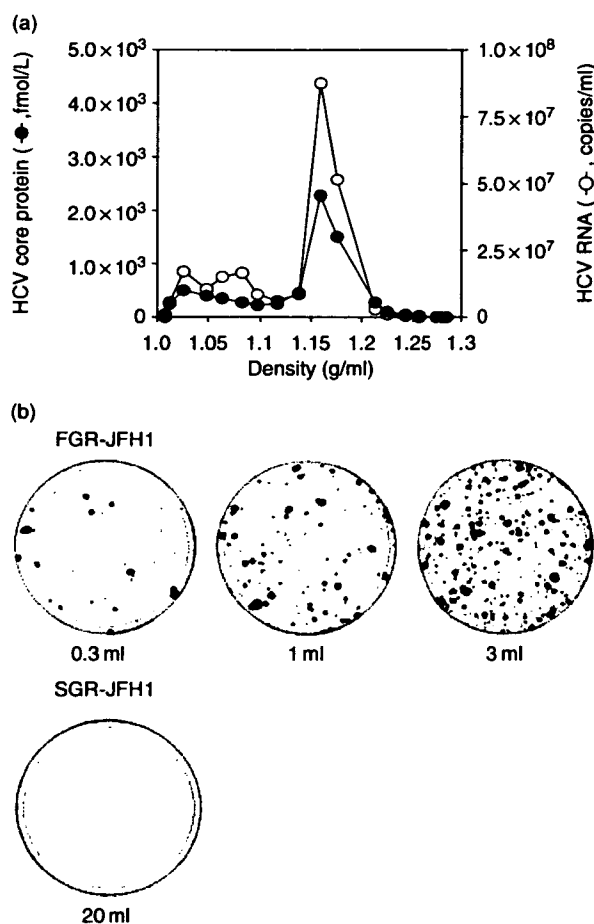 (a)
HCV core protein (-●-,fmol/L)
5.0×10³
4.0×10³
3.0×10³
2.0×10³
1.0×10³
0
1.0×10⁸
7.5×10⁷
5.0×10⁷
2.5×10⁷
0
HCV RNA (-○-, copies/ml)
1.0 1.05 1.1 1.15 1.2 1.25 1.3
Density (g/ml)
(b)
FGR-JFH1
0.3 ml 1 ml 3 ml
SGR-JFH1
20 ml